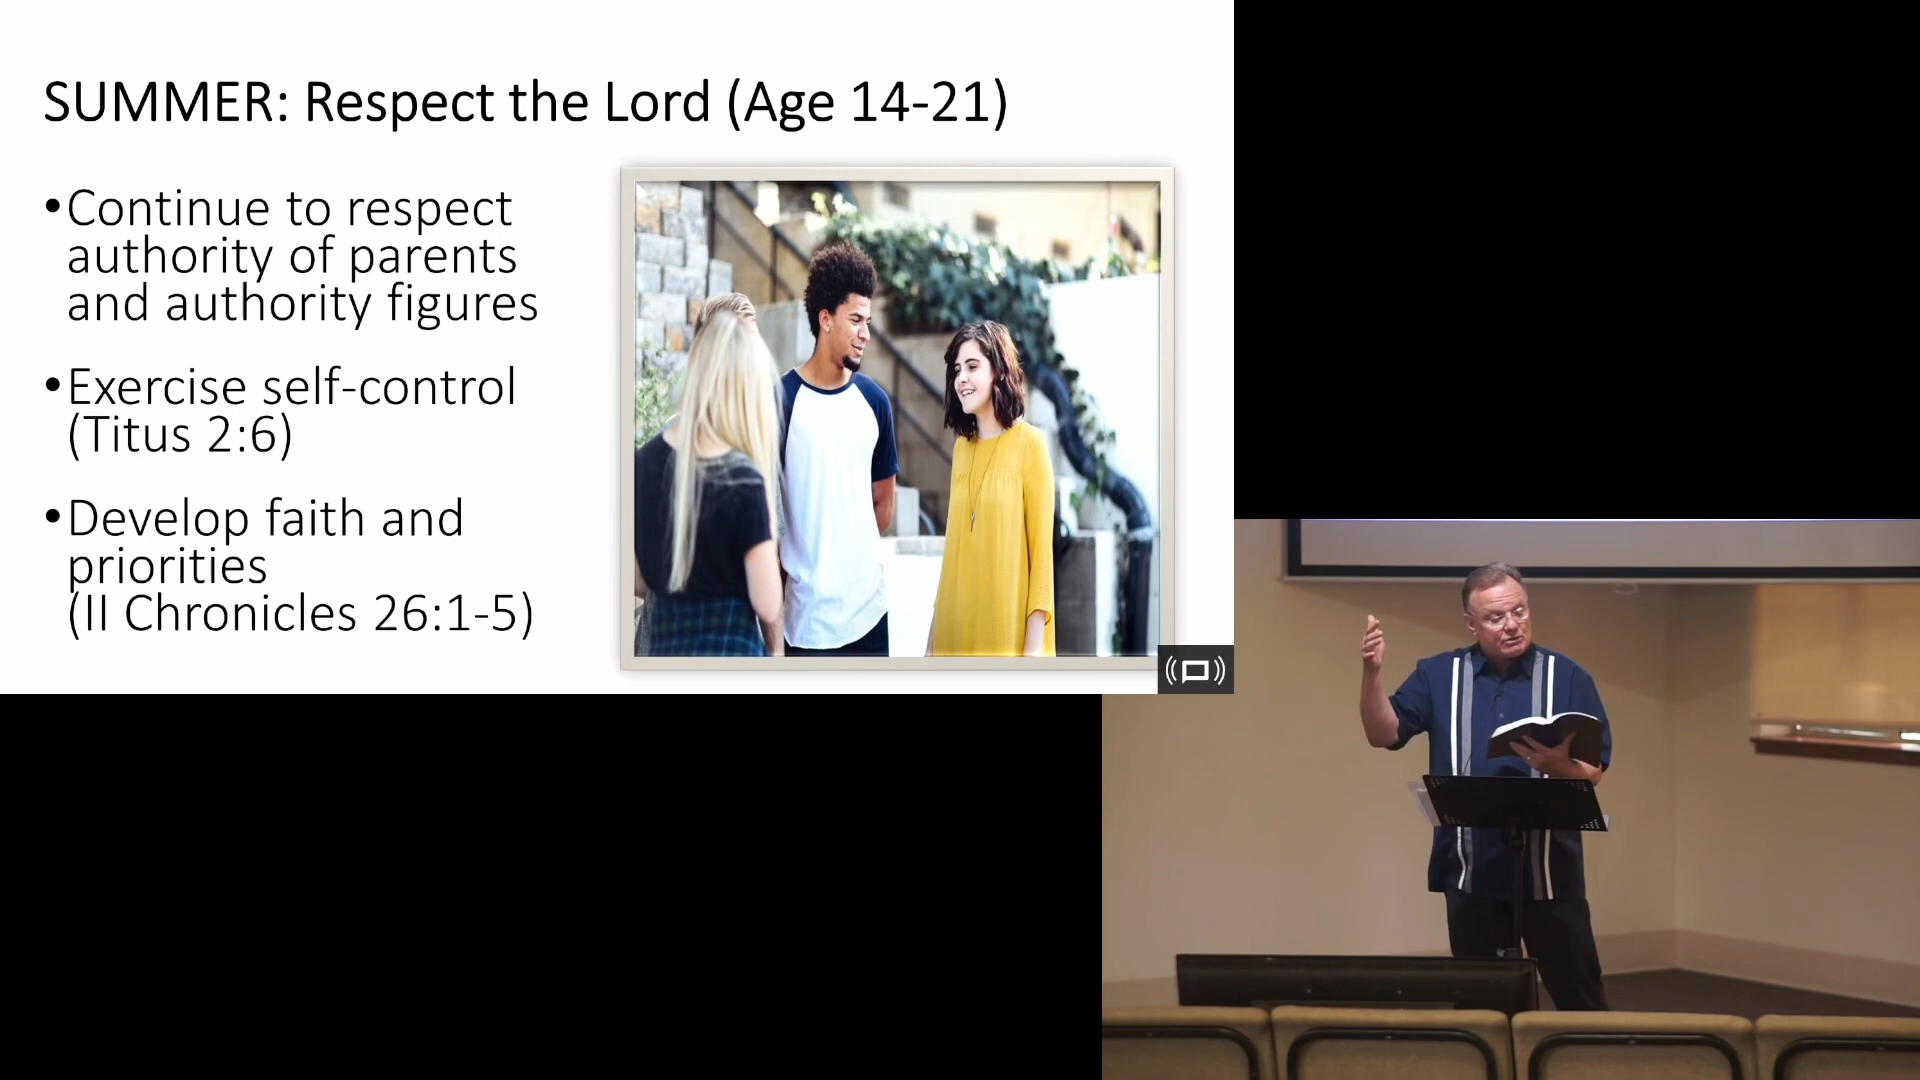 SUMMER: Respect the Lord (Age 14-21)
•Continue to respect
authority of parents
and authority figures
•Exercise self-control
(Titus 2:6)
•Develop faith and
priorities
(II Chronicles 26:1-5)